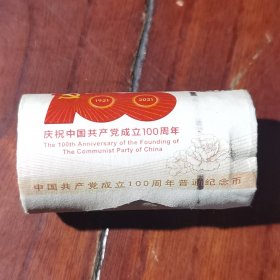 1921 2021
庆祝中国共产党成立100周年
The 100th Anniversary of the Founding of
The Communist Party of China
中国共产党成立100周年普通纪念币